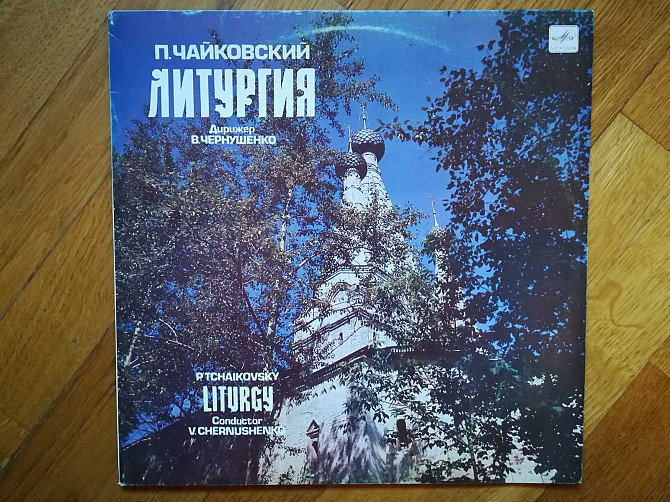 П. ЧАЙКОВСКИЙ
ЛИТУРГИЯ
Дирижер
В. ЧЕРНУШЕНКО
P. TCHAIKOVSKY
LITURGY
Conductor
V. CHERNUSHENKO